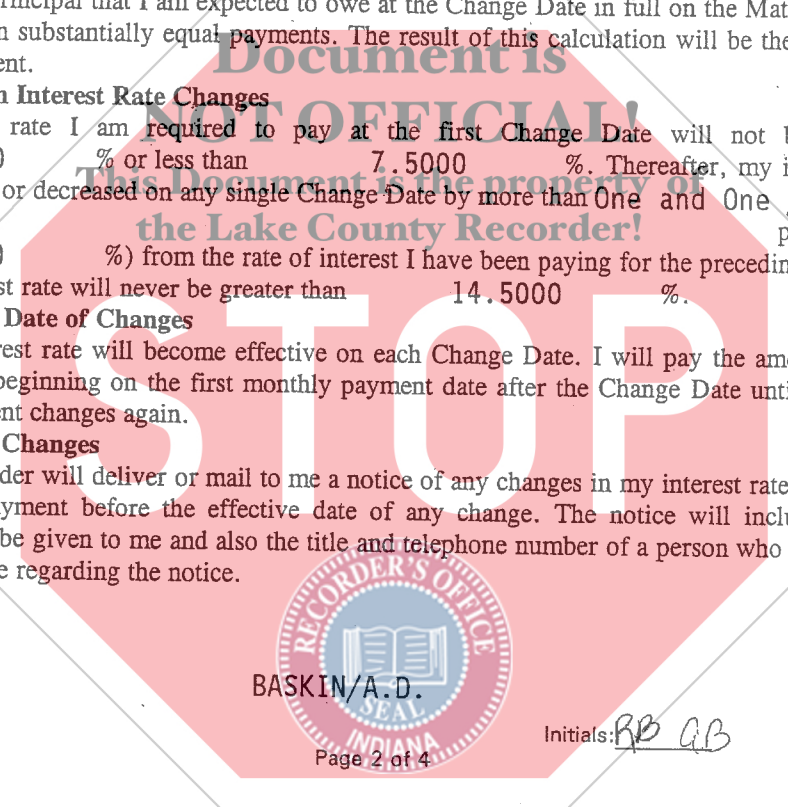 rincipal that I am expected to owe at the Change Date in full on the Mat
n substantially equal payments. The result of this calculation will be the
ent.
Document is
n Interest Rate Changes
NOT OFFICIAL!
rate I am required to pay at the first Change Date will not
% or less than 7.5000 %. Thereafter, my i
This Document is the property of
or decreased on any single Change Date by more than One and One
the Lake County Recorder!
p
%) from the rate of interest I have been paying for the precedin
st rate will never be greater than 14.5000 %.
Date of Changes
rest rate will become effective on each Change Date. I will pay the am
beginning on the first monthly payment date after the Change Date unti
nt changes again.
STOP
Changes
der will deliver or mail to me a notice of any changes in my interest rate
yment before the effective date of any change. The notice will incl
be given to me and also the title and telephone number of a person who
e regarding the notice.
RECORDER'S OFFICE
BASKIN/A.D.
SEAL
INDIANA
Initials: RB GB
Page 2 of 4